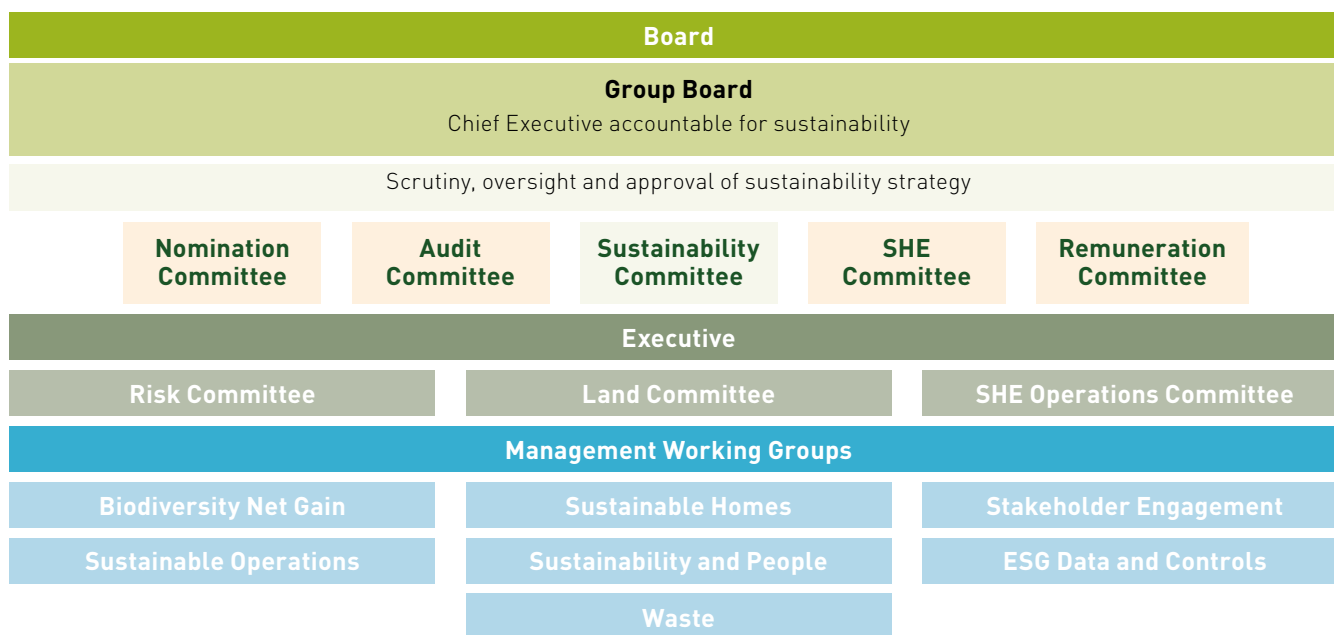 Board
Group Board
Chief Executive accountable for sustainability
Scrutiny, oversight and approval of sustainability strategy
Nomination
Committee
Audit
Committee
Sustainability
Committee
SHE
Committee
Remuneration
Committee
Executive
Risk Committee
Land Committee
SHE Operations Committee
Management Working Groups
Biodiversity Net Gain
Sustainable Homes
Stakeholder Engagement
Sustainable Operations
Sustainability and People
ESG Data and Controls
Waste